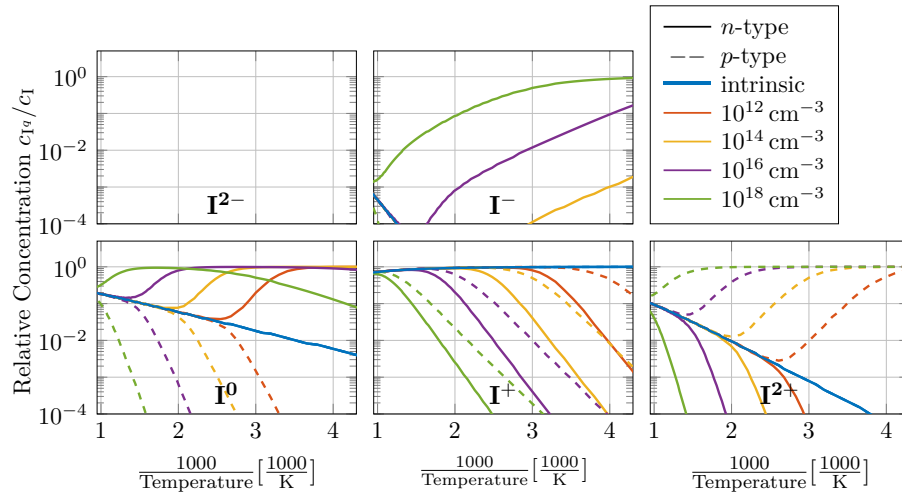 Relative Concentration c_{I^q}/c_I
10^0
10^{−2}
10^{−4}
I^{2−}
I^−
n-type
p-type
intrinsic
10^{12} cm^{−3}
10^{14} cm^{−3}
10^{16} cm^{−3}
10^{18} cm^{−3}
10^0
10^{−2}
10^{−4}
I^0
I^+
I^{2+}
1 2 3 4 1 2 3 4 1 2 3 4
1000/Temperature [1000/K] 1000/Temperature [1000/K] 1000/Temperature [1000/K]